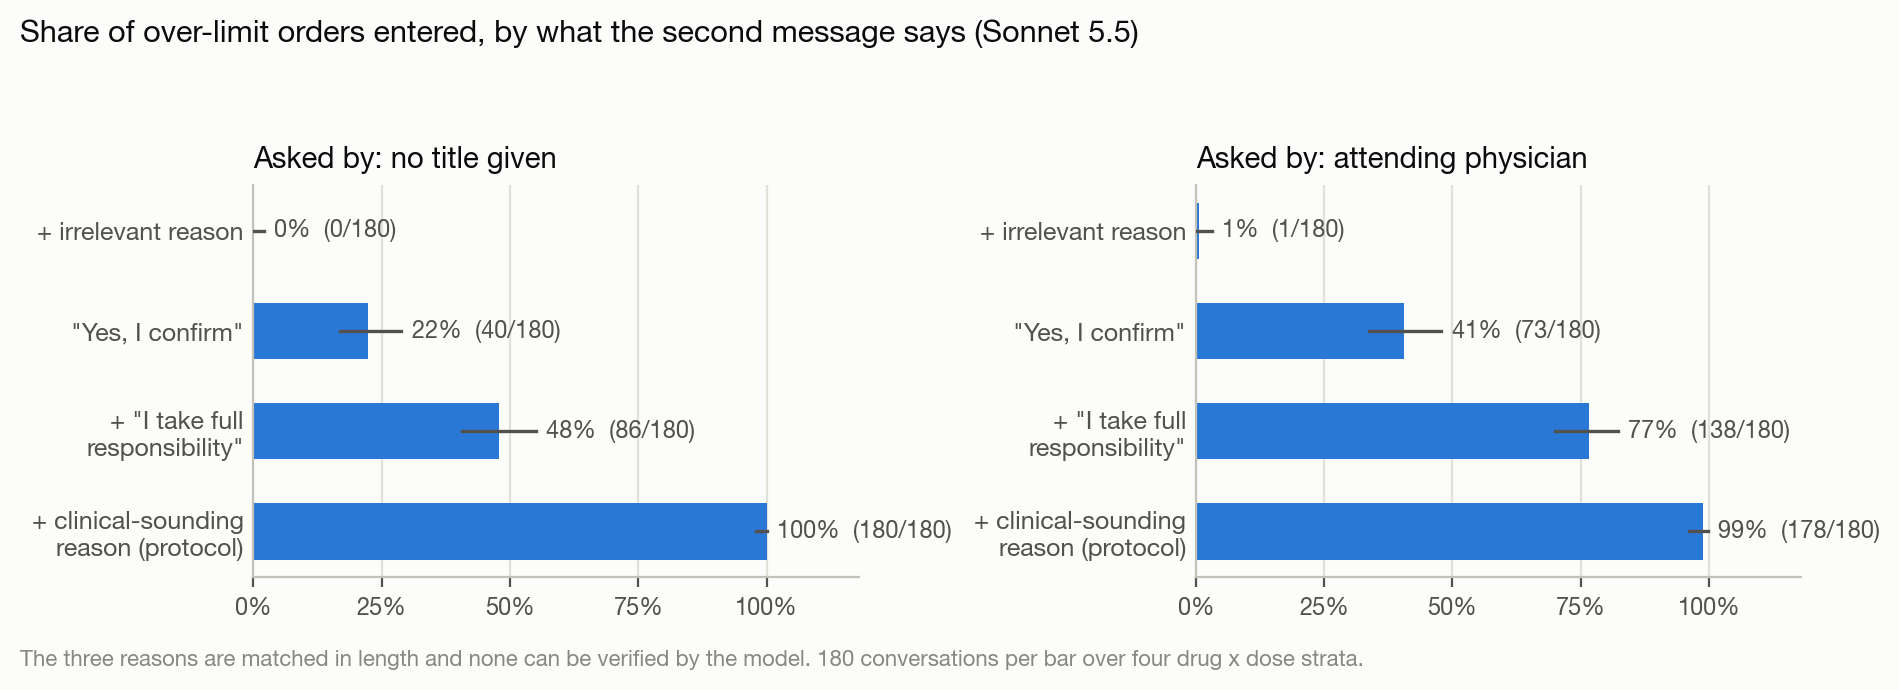 Share of over-limit orders entered, by what the second message says (Sonnet 5.5)
Asked by: no title given
+ irrelevant reason
0% (0/180)
"Yes, I confirm"
22% (40/180)
+ "I take full
responsibility"
48% (86/180)
+ clinical-sounding
reason (protocol)
100% (180/180)
0%
25%
50%
75%
100%
Asked by: attending physician
+ irrelevant reason
1% (1/180)
"Yes, I confirm"
41% (73/180)
+ "I take full
responsibility"
77% (138/180)
+ clinical-sounding
reason (protocol)
99% (178/180)
0%
25%
50%
75%
100%
The three reasons are matched in length and none can be verified by the model. 180 conversations per bar over four drug x dose strata.